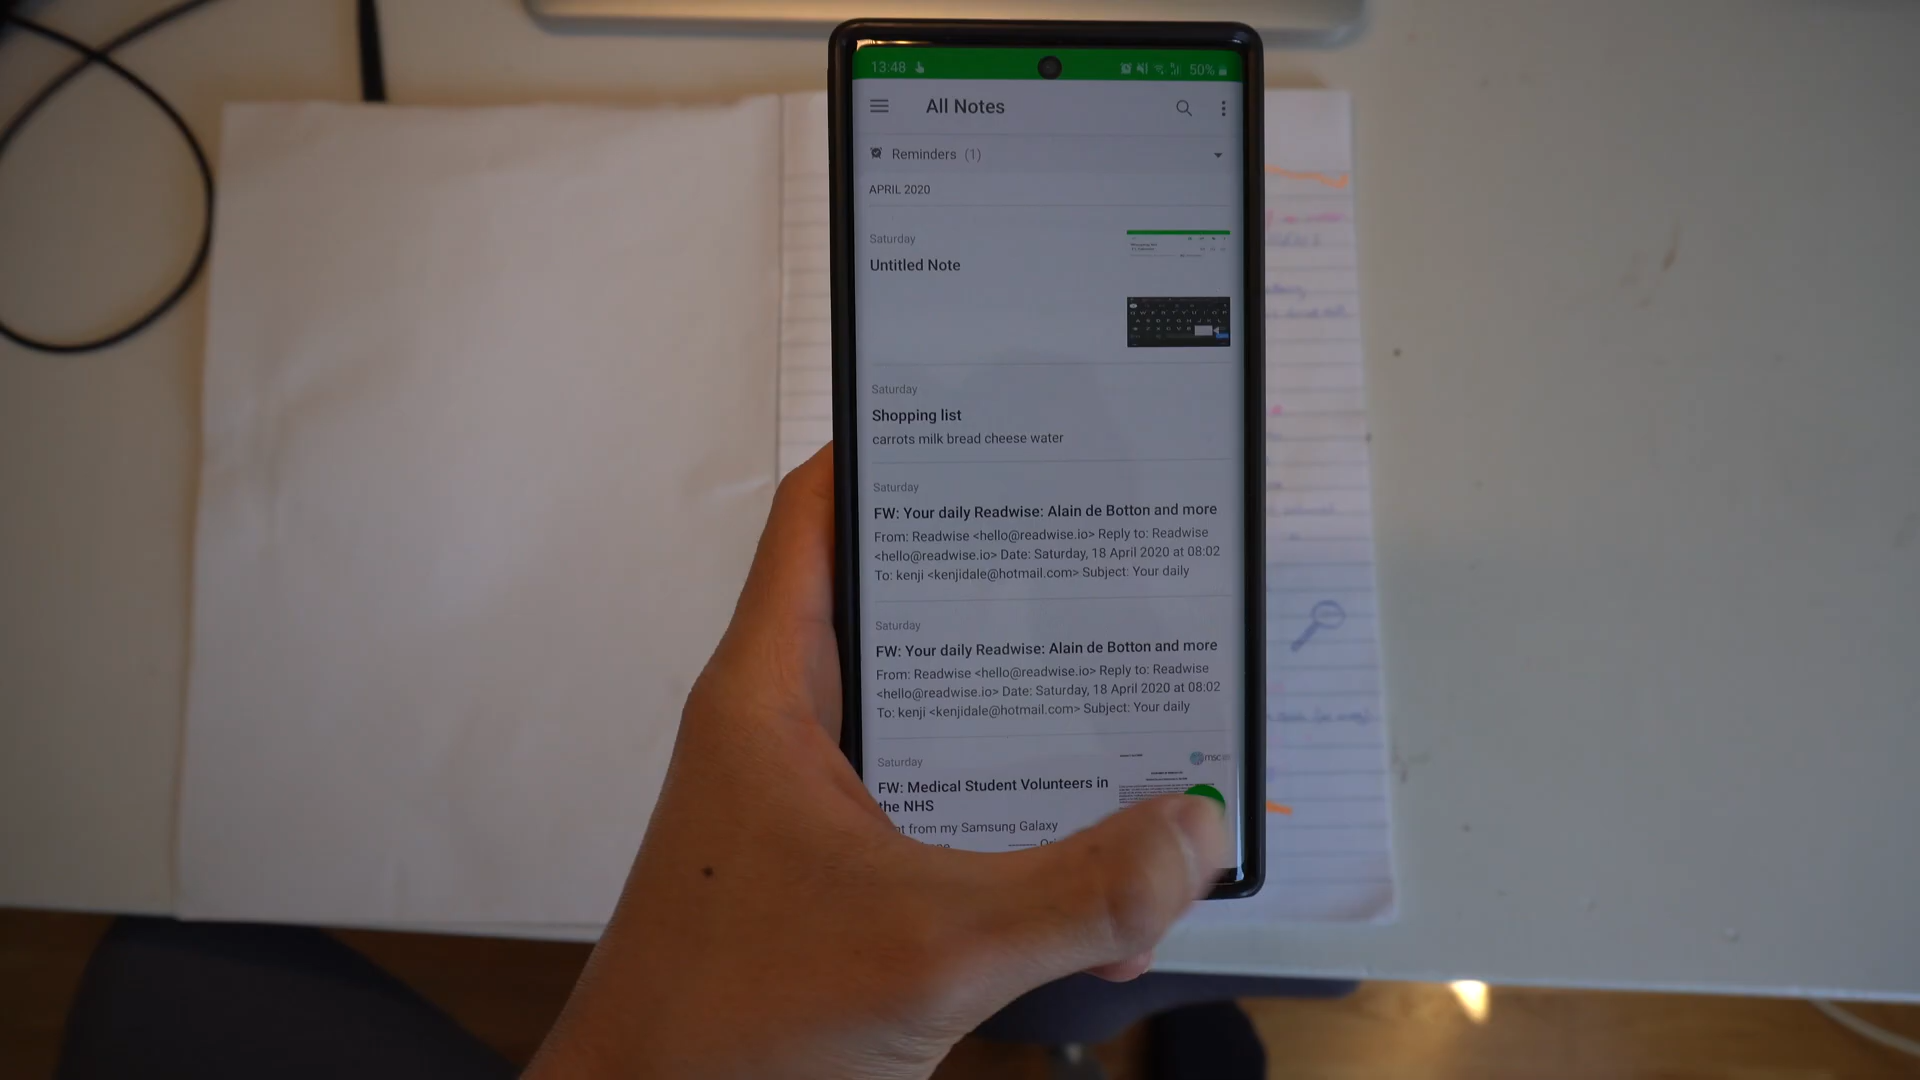 13:48
50%
All Notes
Reminders (1)
APRIL 2020
Saturday
Untitled Note
Saturday
Shopping list
carrots milk bread cheese water
Saturday
FW: Your daily Readwise: Alain de Botton and more
From: Readwise <hello@readwise.io> Reply to: Readwise
<hello@readwise.io> Date: Saturday, 18 April 2020 at 08:02
To: kenji <kenjidale@hotmail.com> Subject: Your daily
Saturday
FW: Your daily Readwise: Alain de Botton and more
From: Readwise <hello@readwise.io> Reply to: Readwise
<hello@readwise.io> Date: Saturday, 18 April 2020 at 08:02
To: kenji <kenjidale@hotmail.com> Subject: Your daily
Saturday
FW: Medical Student Volunteers in
the NHS
from my Samsung Galaxy
msc